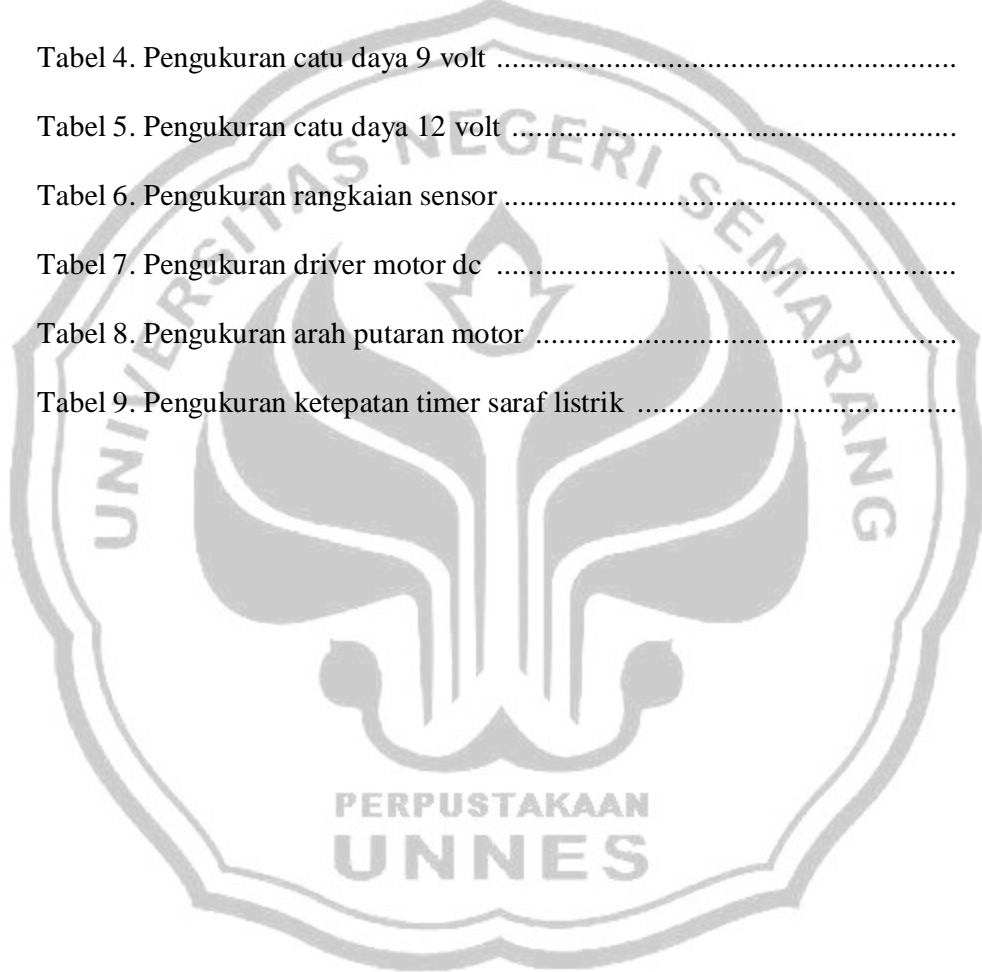 Tabel 4. Pengukuran catu daya 9 volt ............................................................
Tabel 5. Pengukuran catu daya 12 volt ..........................................................
Tabel 6. Pengukuran rangkaian sensor ...........................................................
Tabel 7. Pengukuran driver motor dc ............................................................
Tabel 8. Pengukuran arah putaran motor .......................................................
Tabel 9. Pengukuran ketepatan timer saraf listrik .........................................
UNIVERSITAS NEGERI SEMARANG
PERPUSTAKAAN
UNNES